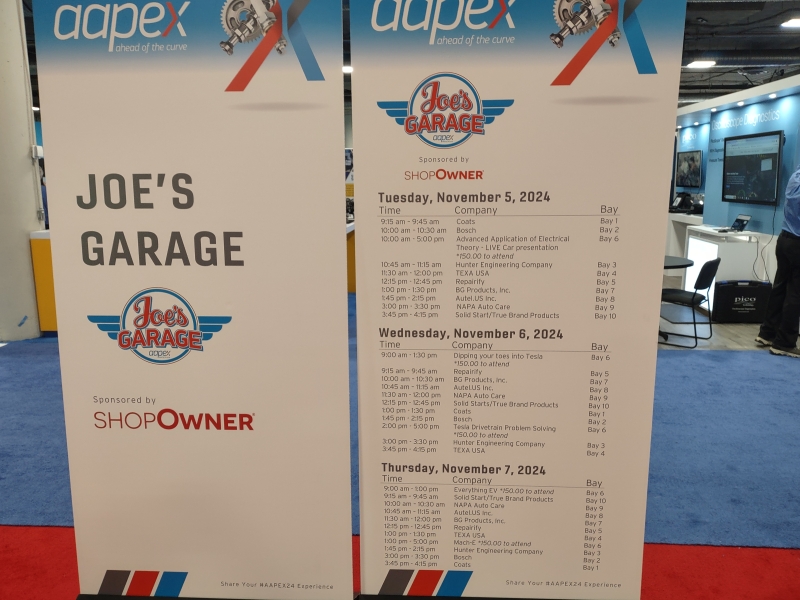 aapex
ahead of the curve
JOE'S
GARAGE
Joe's
GARAGE
aapex
Sponsored by
SHOPOWNER
Share Your #AAPEX24 Experience
aapex
ahead of the curve
Joe's
GARAGE
aapex
Sponsored by
SHOPOWNER
Tuesday, November 5, 2024
Time Company Bay
9:15 am - 9:45 am Coats Bay 1
10:00 am - 10:30 am Bosch Bay 2
10:00 am - 5:00 pm Advanced Application of Electrical Bay 6
Theory - LIVE Car presentation
*150.00 to attend
10:45 am - 11:15 am Hunter Engineering Company Bay 3
11:30 am - 12:00 pm TEXA USA Bay 4
12:15 pm - 12:45 pm Repairify Bay 5
1:00 pm - 1:30 pm BG Products, Inc. Bay 7
1:45 pm - 2:15 pm Autel.US Inc. Bay 8
3:00 pm - 3:30 pm NAPA Auto Care Bay 9
3:45 pm - 4:15 pm Solid Start/True Brand Products Bay 10
Wednesday, November 6, 2024
Time Company Bay
9:00 am - 1:30 pm Dipping your toes into Tesla Bay 6
*150.00 to attend
9:15 am - 9:45 am Repairify Bay 5
10:00 am - 10:30 am BG Products, Inc. Bay 7
10:45 am - 11:15 am Autel.US Inc. Bay 8
11:30 am - 12:00 pm NAPA Auto Care Bay 9
12:15 pm - 12:45 pm Solid Starts/True Brand Products Bay 10
1:00 pm - 1:30 pm Coats Bay 1
1:45 pm - 2:15 pm Bosch Bay 2
2:00 pm - 5:00 pm Tesla Drivetrain Problem Solving Bay 6
*150.00 to attend
3:00 pm - 3:30 pm Hunter Engineering Company Bay 3
3:45 pm - 4:15 pm TEXA USA Bay 4
Thursday, November 7, 2024
Time Company Bay
9:00 am - 1:00 pm Everything EV *150.00 to attend Bay 6
9:15 am - 9:45 am Solid Start/True Brand Products Bay 10
10:00 am - 10:30 am NAPA Auto Care Bay 9
10:45 am - 11:15 am Autel.US Inc. Bay 8
11:30 am - 12:00 pm BG Products, Inc. Bay 7
12:15 pm - 12:45 pm Repairify Bay 5
1:00 pm - 1:30 pm TEXA USA Bay 4
1:00 pm - 5:00 pm Mach-E *150.00 to attend Bay 6
1:45 pm - 2:15 pm Hunter Engineering Company Bay 3
3:00 pm - 3:30 pm Bosch Bay 2
3:45 pm - 4:15 pm Coats Bay 1
Share Your #AAPEX24 Experience
Diagnostics
pico